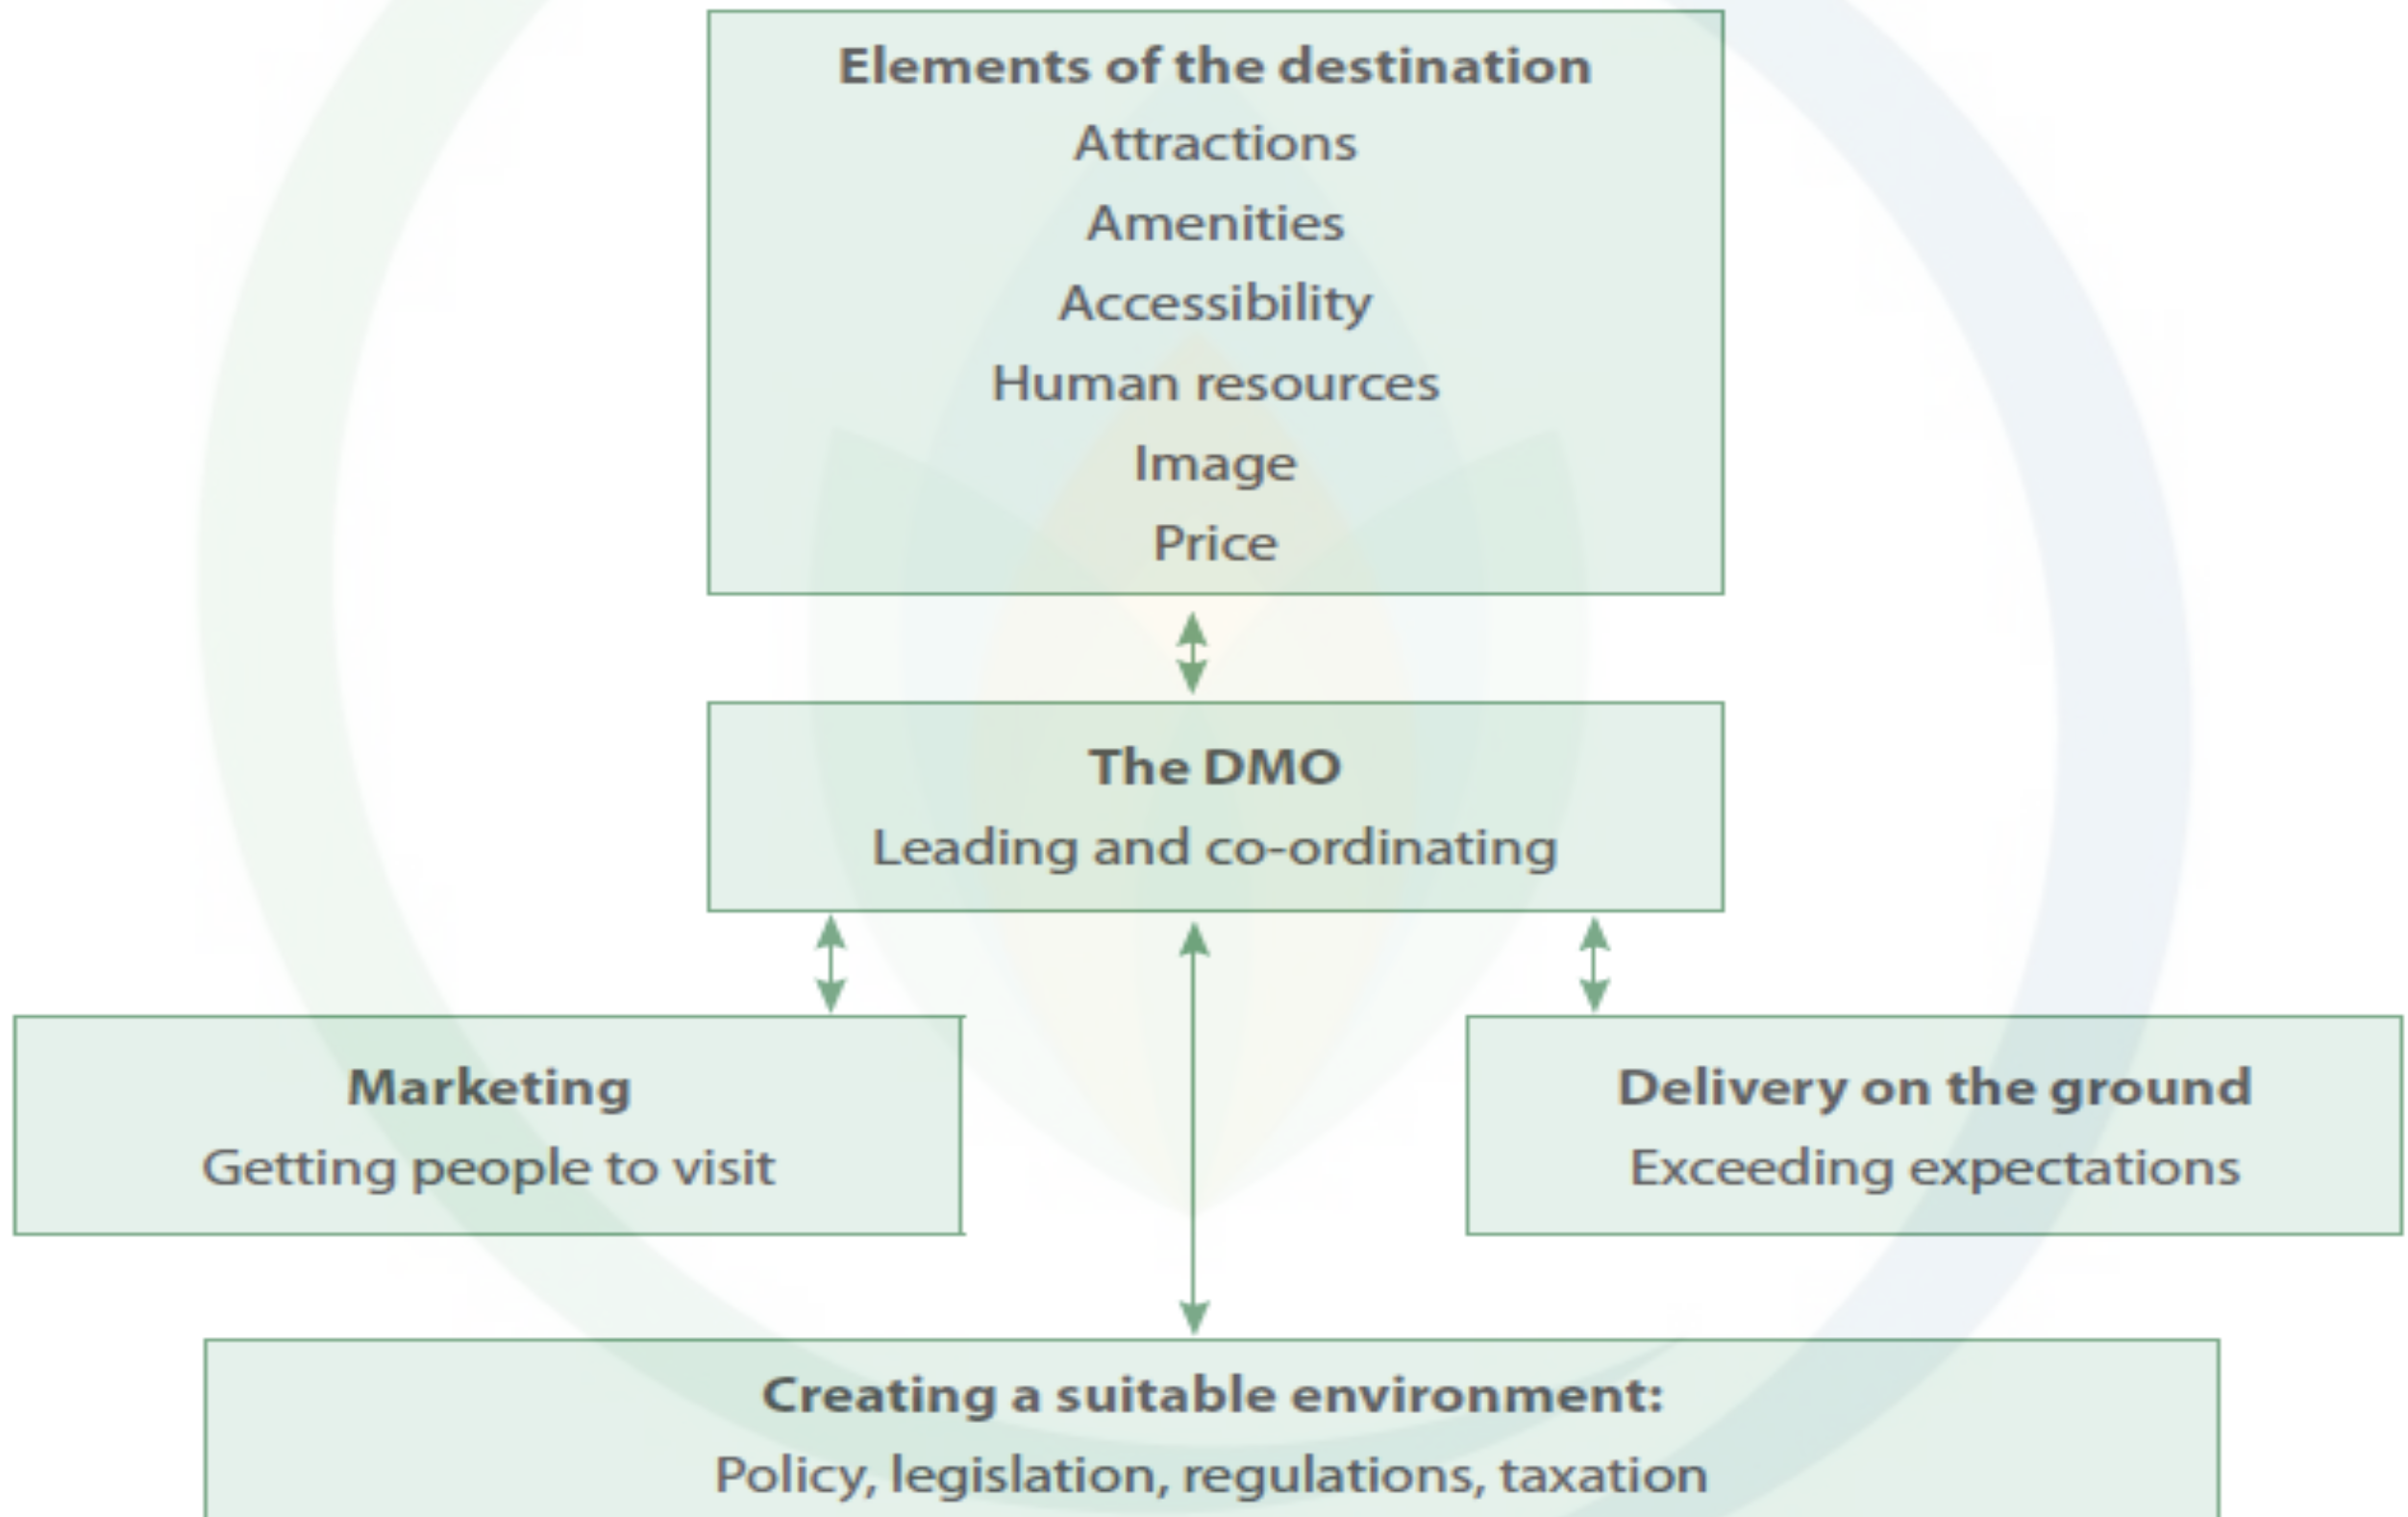 Elements of the destination
Attractions
Amenities
Accessibility
Human resources
Image
Price
The DMO
Leading and co-ordinating
Marketing
Getting people to visit
Delivery on the ground
Exceeding expectations
Creating a suitable environment:
Policy, legislation, regulations, taxation